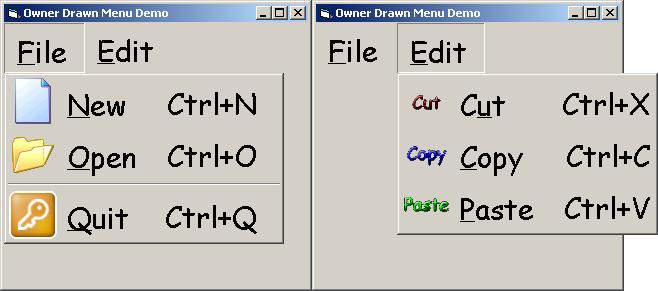 Owner Drawn Menu Demo
File Edit
New Ctrl+N
Open Ctrl+O
Quit Ctrl+Q
Owner Drawn Menu Demo
File Edit
Cut Cut Ctrl+X
Copy Copy Ctrl+C
Paste Paste Ctrl+V